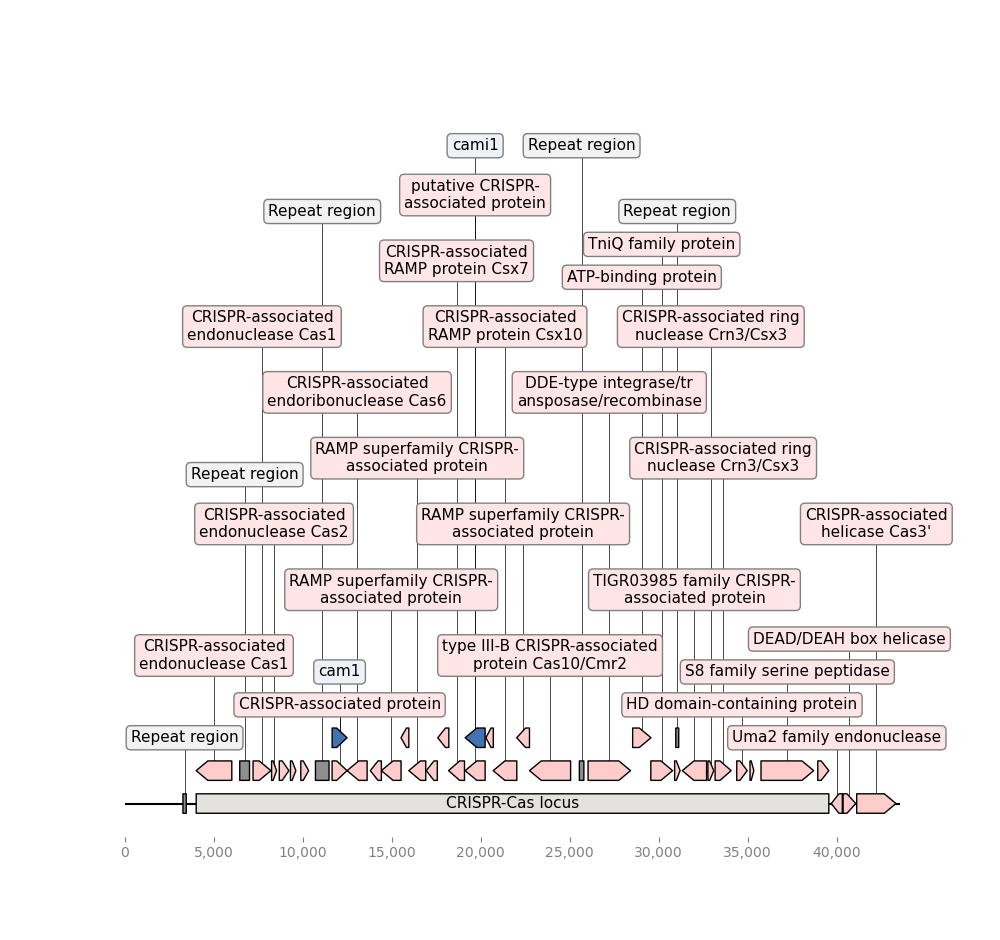 cami1
Repeat region
putative CRISPR-
associated protein
Repeat region
Repeat region
TniQ family protein
CRISPR-associated
RAMP protein Csx7
ATP-binding protein
CRISPR-associated
endonuclease Cas1
CRISPR-associated
RAMP protein Csx10
CRISPR-associated ring
nuclease Crn3/Csx3
CRISPR-associated
endoribonuclease Cas6
DDE-type integrase/tr
ansposase/recombinase
RAMP superfamily CRISPR-
associated protein
CRISPR-associated ring
nuclease Crn3/Csx3
Repeat region
CRISPR-associated
endonuclease Cas2
RAMP superfamily CRISPR-
associated protein
CRISPR-associated
helicase Cas3'
RAMP superfamily CRISPR-
associated protein
TIGR03985 family CRISPR-
associated protein
CRISPR-associated
endonuclease Cas1
type III-B CRISPR-associated
protein Cas10/Cmr2
DEAD/DEAH box helicase
cam1
S8 family serine peptidase
CRISPR-associated protein
HD domain-containing protein
Repeat region
Uma2 family endonuclease
CRISPR-Cas locus
0
5,000
10,000
15,000
20,000
25,000
30,000
35,000
40,000